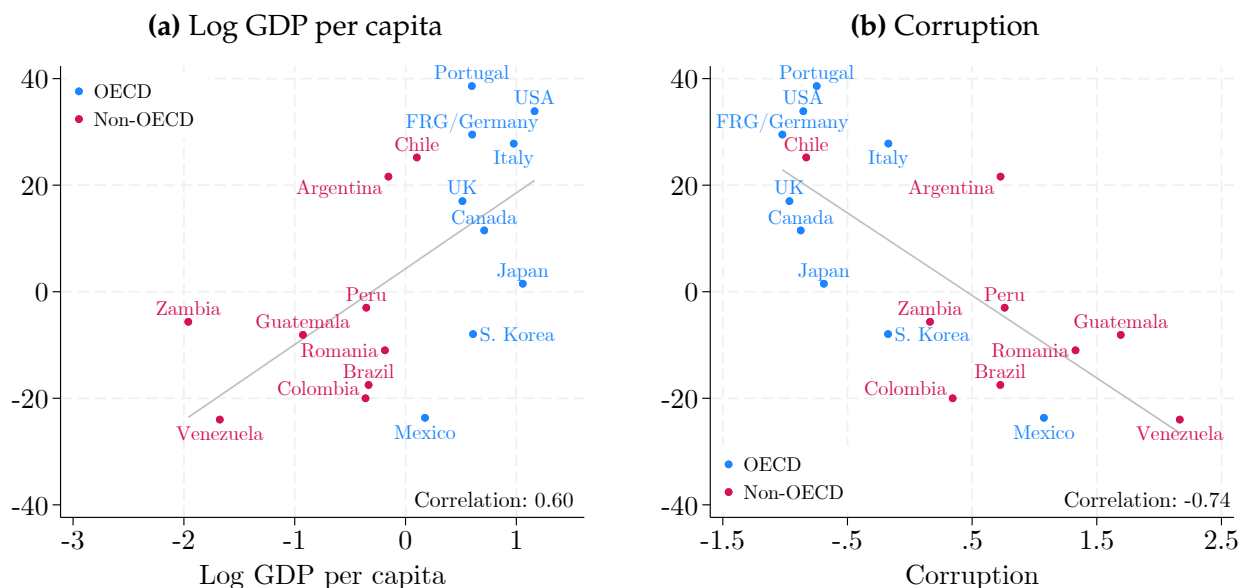 (a) Log GDP per capita
40
20
0
-20
-40
OECD
Non-OECD
Portugal
USA
FRG/Germany
Chile
Italy
Argentina
UK
Canada
Japan
Zambia
Peru
Guatemala
S. Korea
Romania
Brazil
Colombia
Venezuela
Mexico
Correlation: 0.60
-3 -2 -1 0 1
Log GDP per capita
(b) Corruption
40
20
0
-20
-40
Portugal
USA
FRG/Germany
Chile
Italy
Argentina
UK
Canada
Japan
Zambia
Peru
Guatemala
S. Korea
Romania
Brazil
Colombia
Mexico
Venezuela
OECD
Non-OECD
Correlation: -0.74
-1.5 -.5 .5 1.5 2.5
Corruption